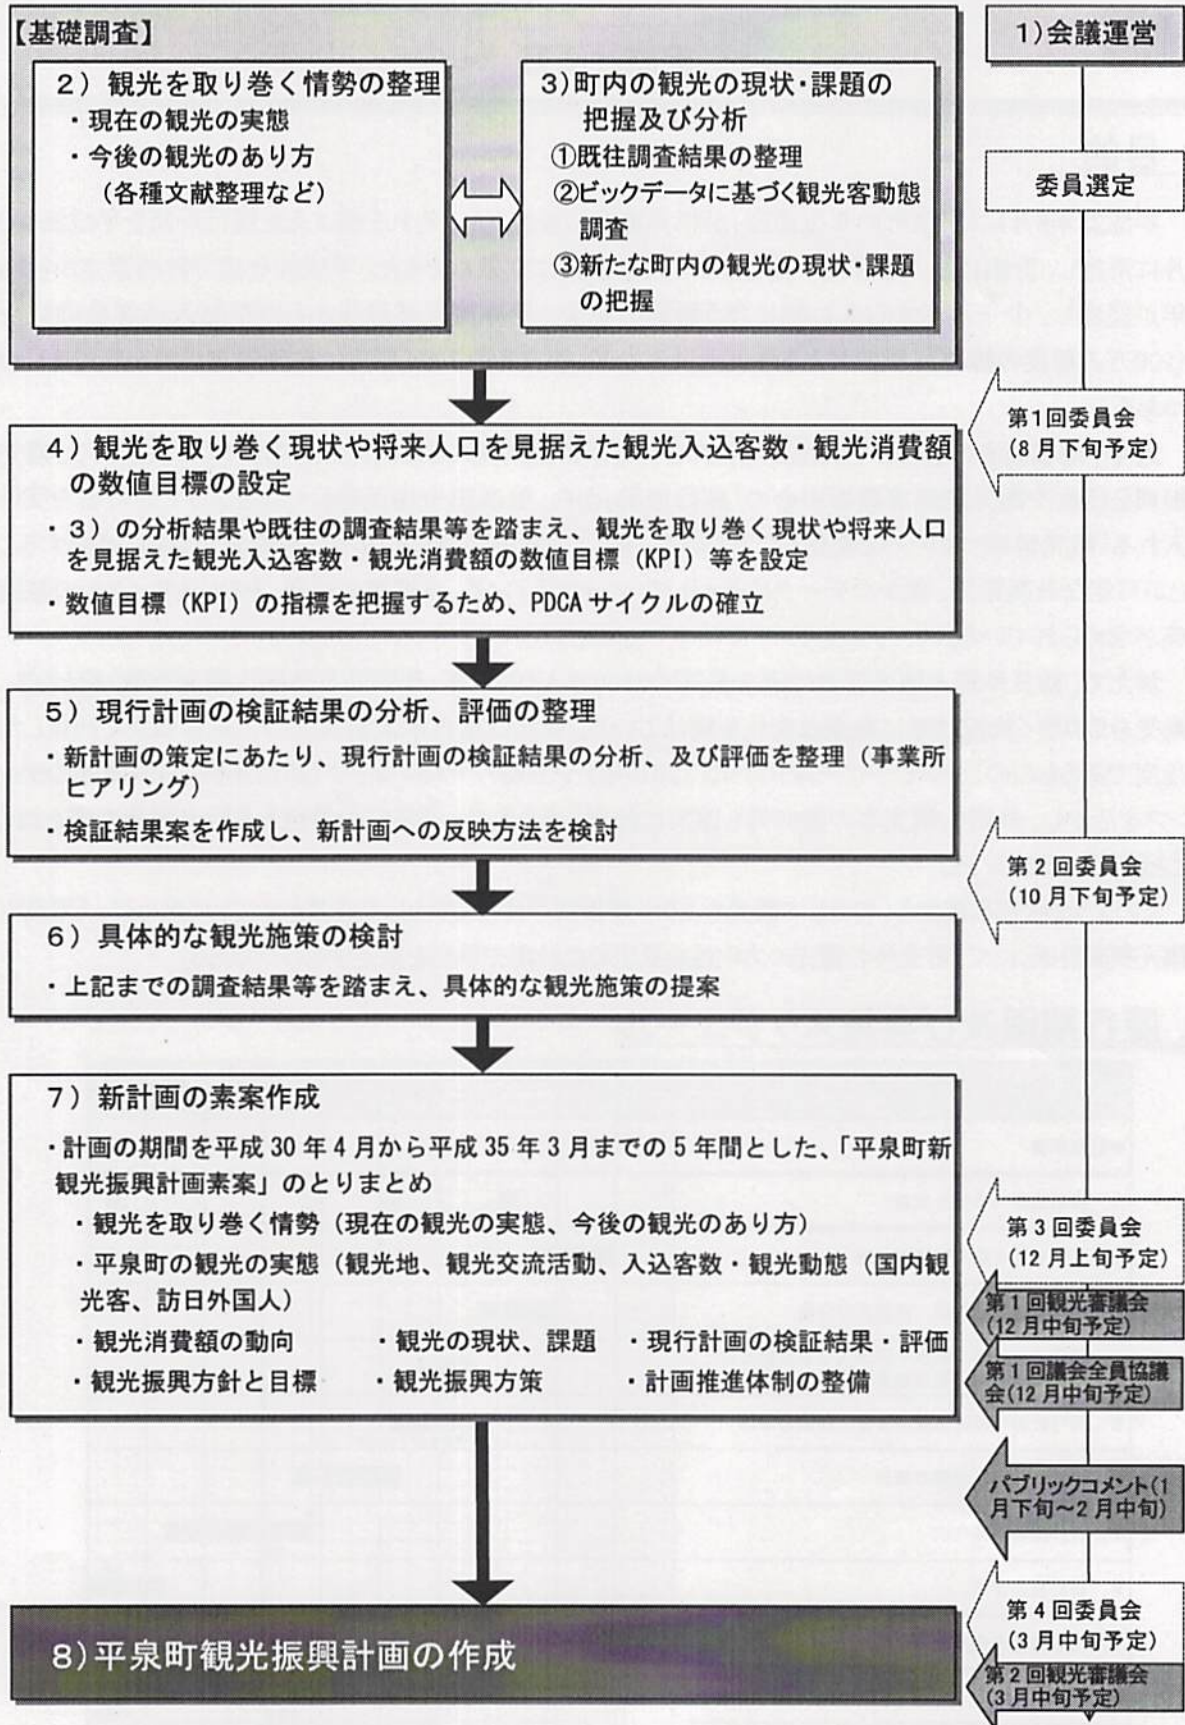 【基礎調査】
2）観光を取り巻く情勢の整理
・現在の観光の実態
・今後の観光のあり方
（各種文献整理など）
3）町内の観光の現状・課題の
把握及び分析
①既往調査結果の整理
②ビックデータに基づく観光客動態
調査
③新たな町内の観光の現状・課題
の把握
4）観光を取り巻く現状や将来人口を見据えた観光入込客数・観光消費額
の数値目標の設定
・3）の分析結果や既往の調査結果等を踏まえ、観光を取り巻く現状や将来人口
を見据えた観光入込客数・観光消費額の数値目標（KPI）等を設定
・数値目標（KPI）の指標を把握するため、PDCAサイクルの確立
5）現行計画の検証結果の分析、評価の整理
・新計画の策定にあたり、現行計画の検証結果の分析、及び評価を整理（事業所
ヒアリング）
・検証結果案を作成し、新計画への反映方法を検討
6）具体的な観光施策の検討
・上記までの調査結果等を踏まえ、具体的な観光施策の提案
7）新計画の素案作成
・計画の期間を平成30年4月から平成35年3月までの5年間とした、「平泉町新
観光振興計画素案」のとりまとめ
・観光を取り巻く情勢（現在の観光の実態、今後の観光のあり方）
・平泉町の観光の実態（観光地、観光交流活動、入込客数・観光動態（国内観
光客、訪日外国人）
・観光消費額の動向 ・観光の現状、課題 ・現行計画の検証結果・評価
・観光振興方針と目標 ・観光振興方策 ・計画推進体制の整備
8）平泉町観光振興計画の作成
1）会議運営
委員選定
第1回委員会
（8月下旬予定）
第2回委員会
（10月下旬予定）
第3回委員会
（12月上旬予定）
第1回観光審議会
（12月中旬予定）
第1回議会全員協議
会（12月中旬予定）
パブリックコメント（1
月下旬～2月中旬）
第4回委員会
（3月中旬予定）
第2回観光審議会
（3月中旬予定）